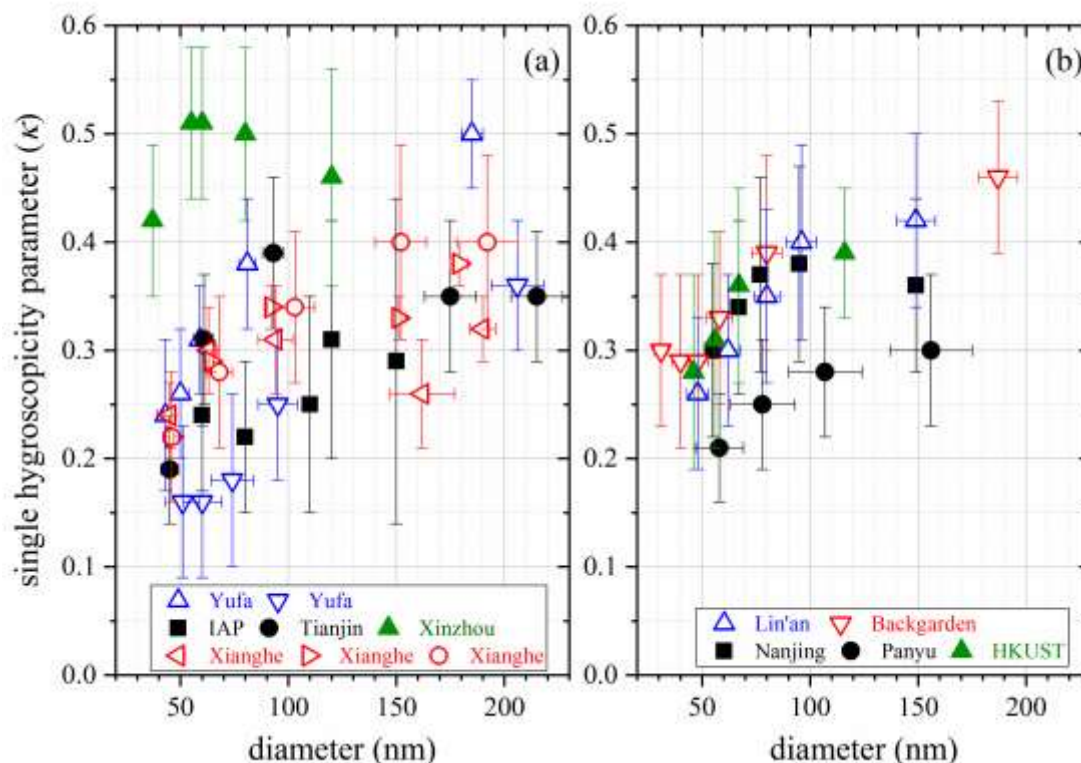 single hygroscopicity parameter (κ)
0.6
0.5
0.4
0.3
0.2
0.1
0.0
(a)
Yufa Yufa
IAP Tianjin Xinzhou
Xianghe Xianghe Xianghe
50 100 150 200
diameter (nm)
0.6
0.5
0.4
0.3
0.2
0.1
0.0
(b)
Lin'an Backgarden
Nanjing Panyu HKUST
50 100 150 200
diameter (nm)